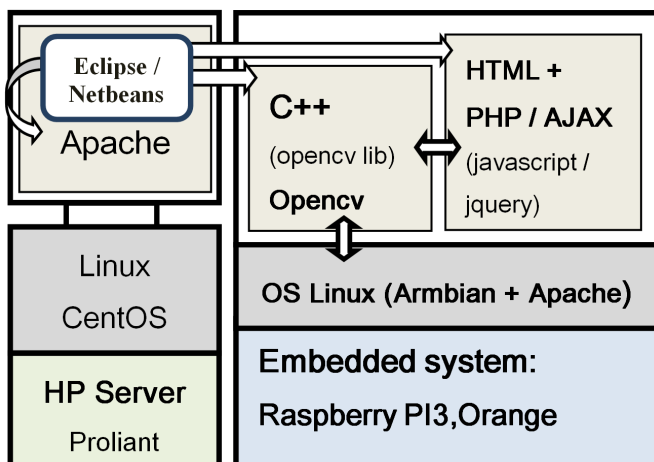 Eclipse /
Netbeans
Apache
Linux
CentOS
HP Server
Proliant
C++
(opencv lib)
Opencv
HTML +
PHP / AJAX
(javascript /
jquery)
OS Linux (Armbian + Apache)
Embedded system:
Raspberry PI3,Orange